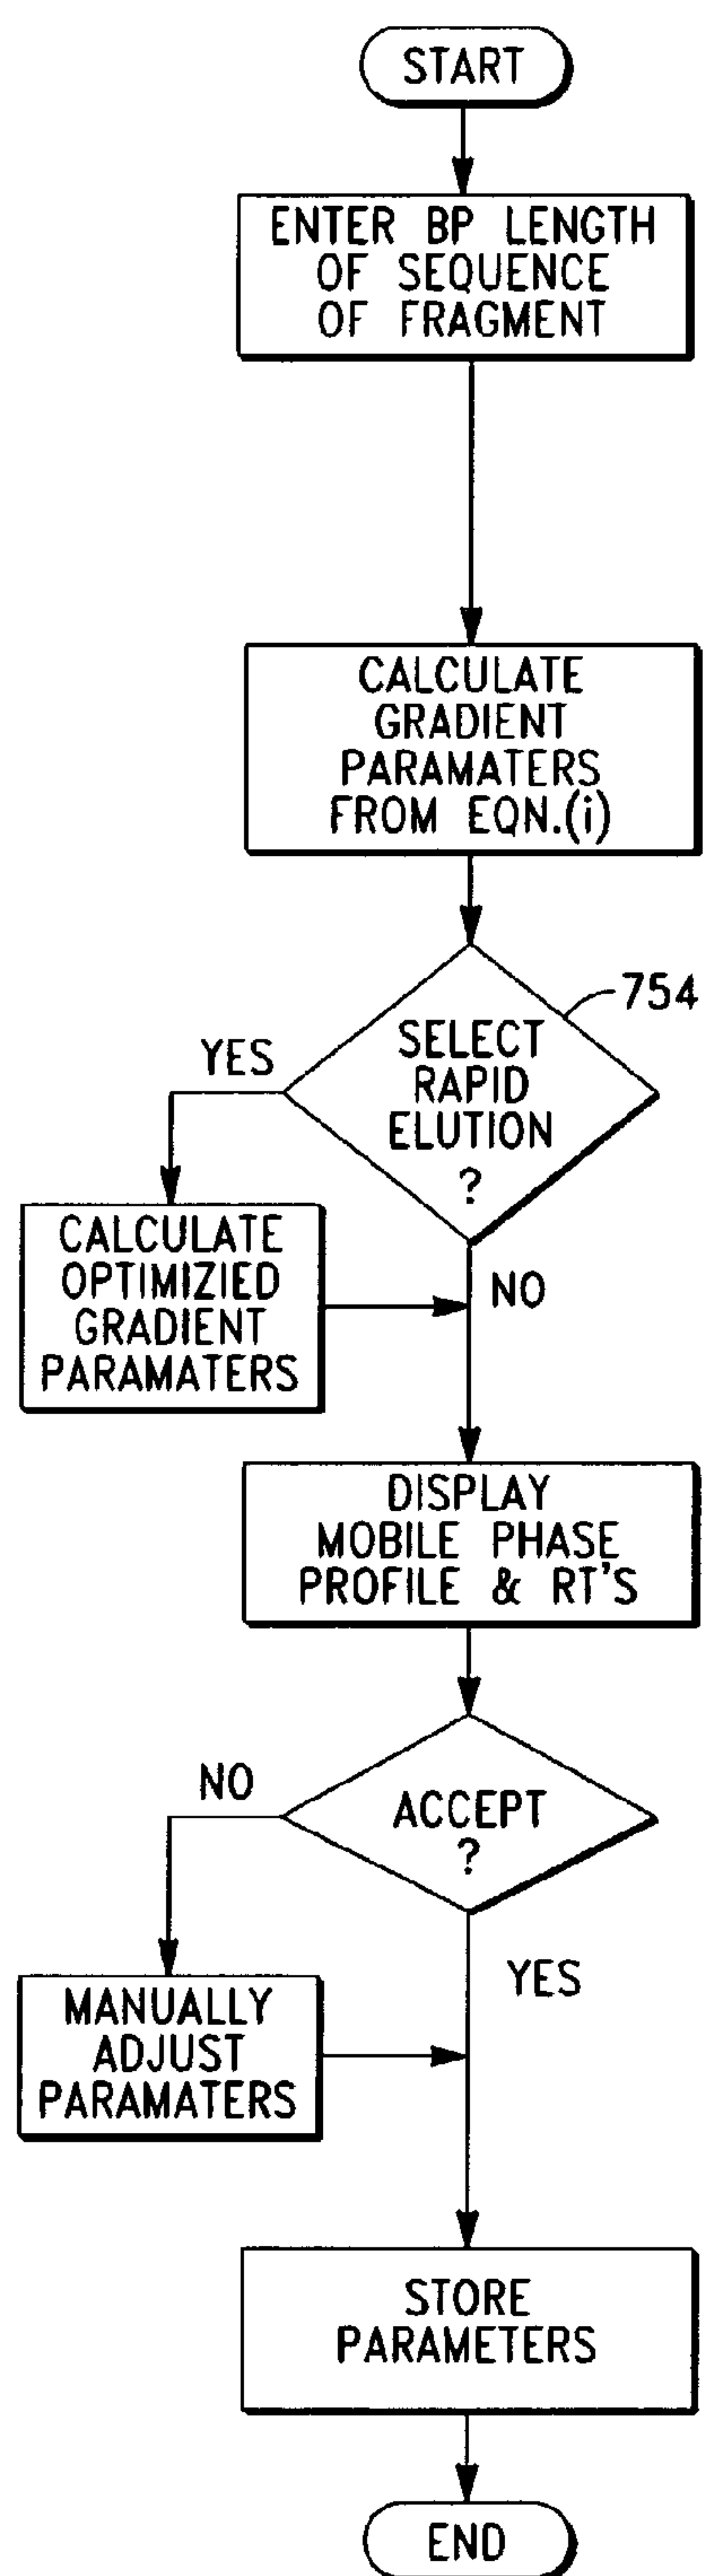 START
ENTER BP LENGTH
OF SEQUENCE
OF FRAGMENT
CALCULATE
GRADIENT
PARAMATERS
FROM EQN.(i)
754
SELECT
RAPID
ELUTION
?
YES
NO
CALCULATE
OPTIMIZIED
GRADIENT
PARAMATERS
DISPLAY
MOBILE PHASE
PROFILE & RT'S
ACCEPT
?
NO
YES
MANUALLY
ADJUST
PARAMATERS
STORE
PARAMETERS
END